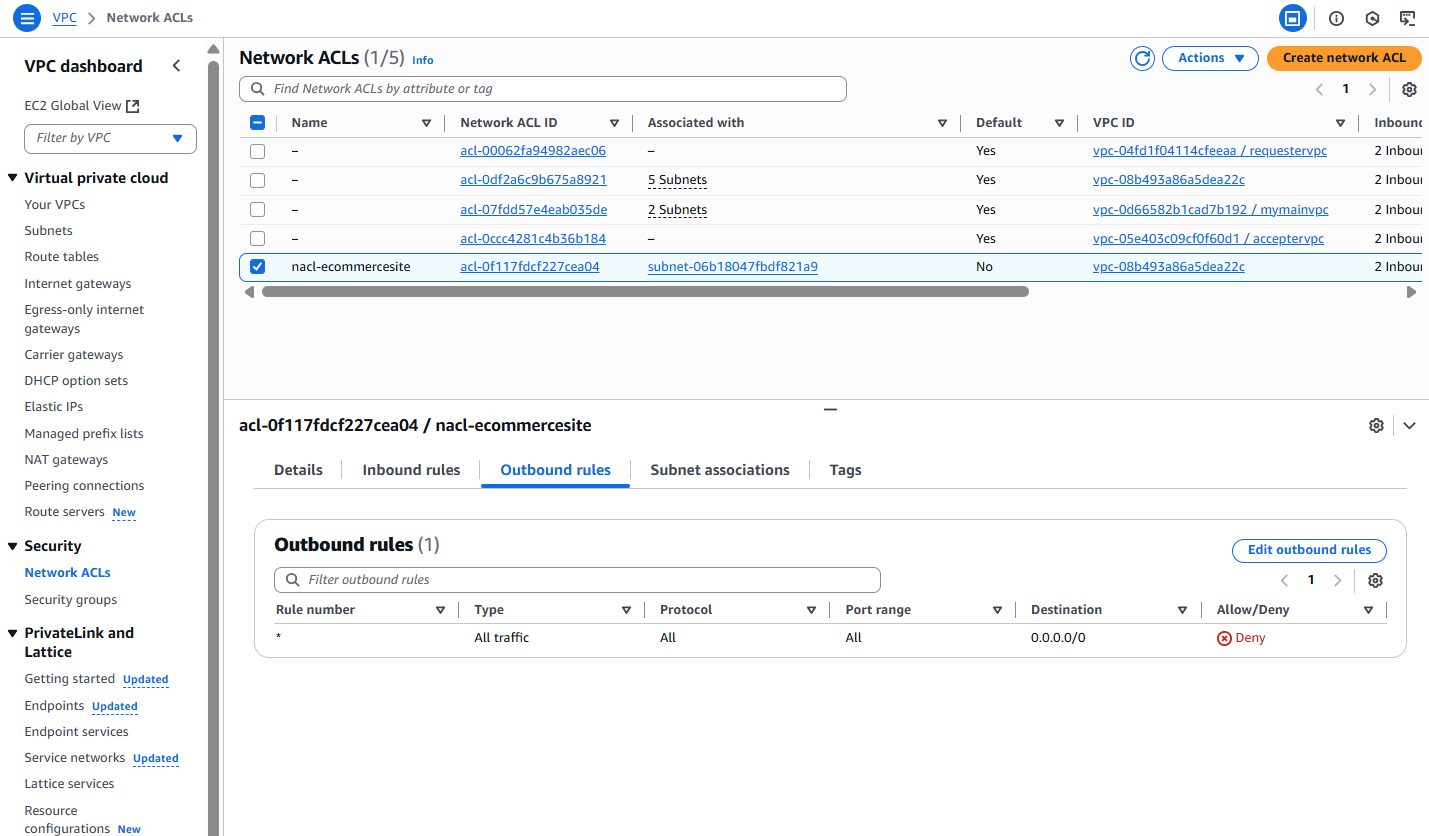 VPC > Network ACLs
VPC dashboard
EC2 Global View
Filter by VPC
Virtual private cloud
Your VPCs
Subnets
Route tables
Internet gateways
Egress-only internet
gateways
Carrier gateways
DHCP option sets
Elastic IPs
Managed prefix lists
NAT gateways
Peering connections
Route servers New
Security
Network ACLs
Security groups
PrivateLink and
Lattice
Getting started Updated
Endpoints Updated
Endpoint services
Service networks Updated
Lattice services
Resource
configurations New
Network ACLs (1/5) Info
Actions
Create network ACL
Find Network ACLs by attribute or tag
1
Name Network ACL ID Associated with Default VPC ID Inbound
– acl-00062fa94982aec06 – Yes vpc-04fd1f04114cfeeaa / requestervpc 2 Inbour
– acl-0df2a6c9b675a8921 5 Subnets Yes vpc-08b493a86a5dea22c 2 Inbour
– acl-07fdd57e4eab035de 2 Subnets Yes vpc-0d66582b1cad7b192 / mymainvpc 2 Inbour
– acl-0ccc4281c4b36b184 – Yes vpc-05e403c09cf0f60d1 / acceptervpc 2 Inbour
nacl-ecommercesite acl-0f117fdcf227cea04 subnet-06b18047fbdf821a9 No vpc-08b493a86a5dea22c 2 Inbour
acl-0f117fdcf227cea04 / nacl-ecommercesite
Details Inbound rules Outbound rules Subnet associations Tags
Outbound rules (1)
Edit outbound rules
Filter outbound rules
1
Rule number Type Protocol Port range Destination Allow/Deny
* All traffic All All 0.0.0.0/0 Deny